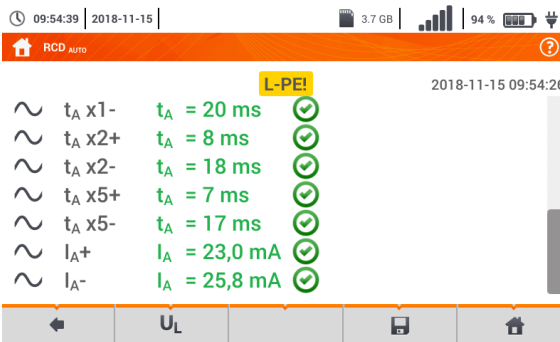 09:54:39 2018-11-15 3.7 GB 94 %
RCD AUTO
L-PE! 2018-11-15 09:54:26
tA x1- tA = 20 ms
tA x2+ tA = 8 ms
tA x2- tA = 18 ms
tA x5+ tA = 7 ms
tA x5- tA = 17 ms
IA+ IA = 23,0 mA
IA- IA = 25,8 mA
UL